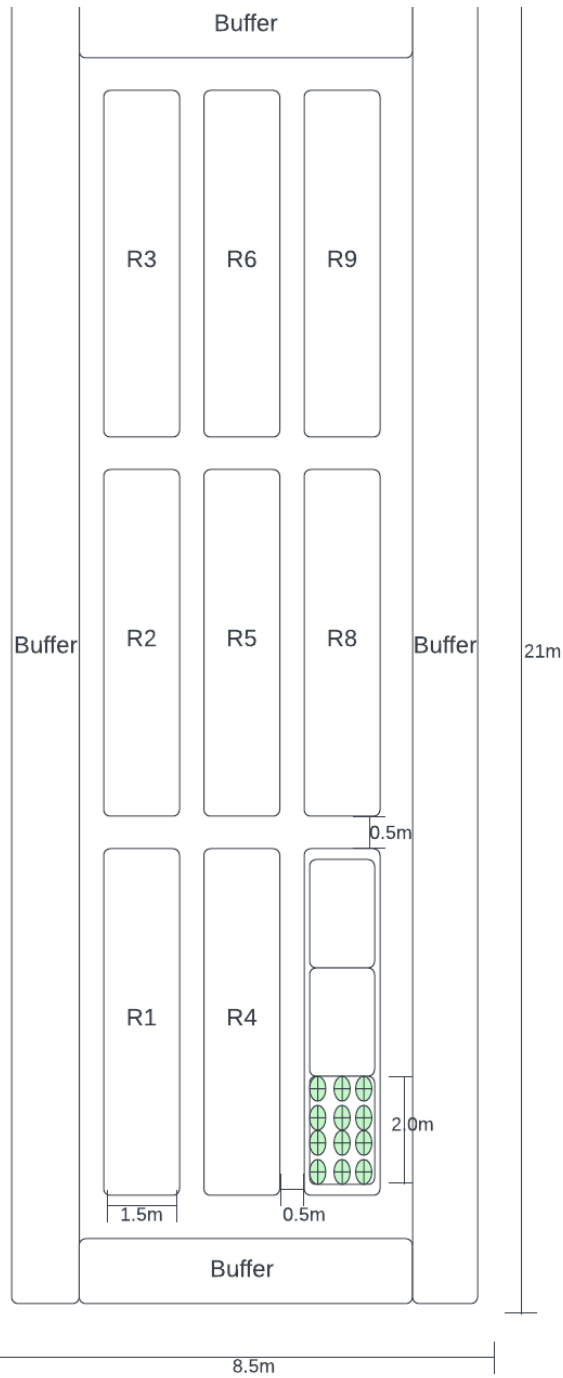 Buffer
R3 R6 R9
Buffer R2 R5 R8 Buffer
21m
0.5m
R1 R4
2.0m
1.5m 0.5m
Buffer
8.5m